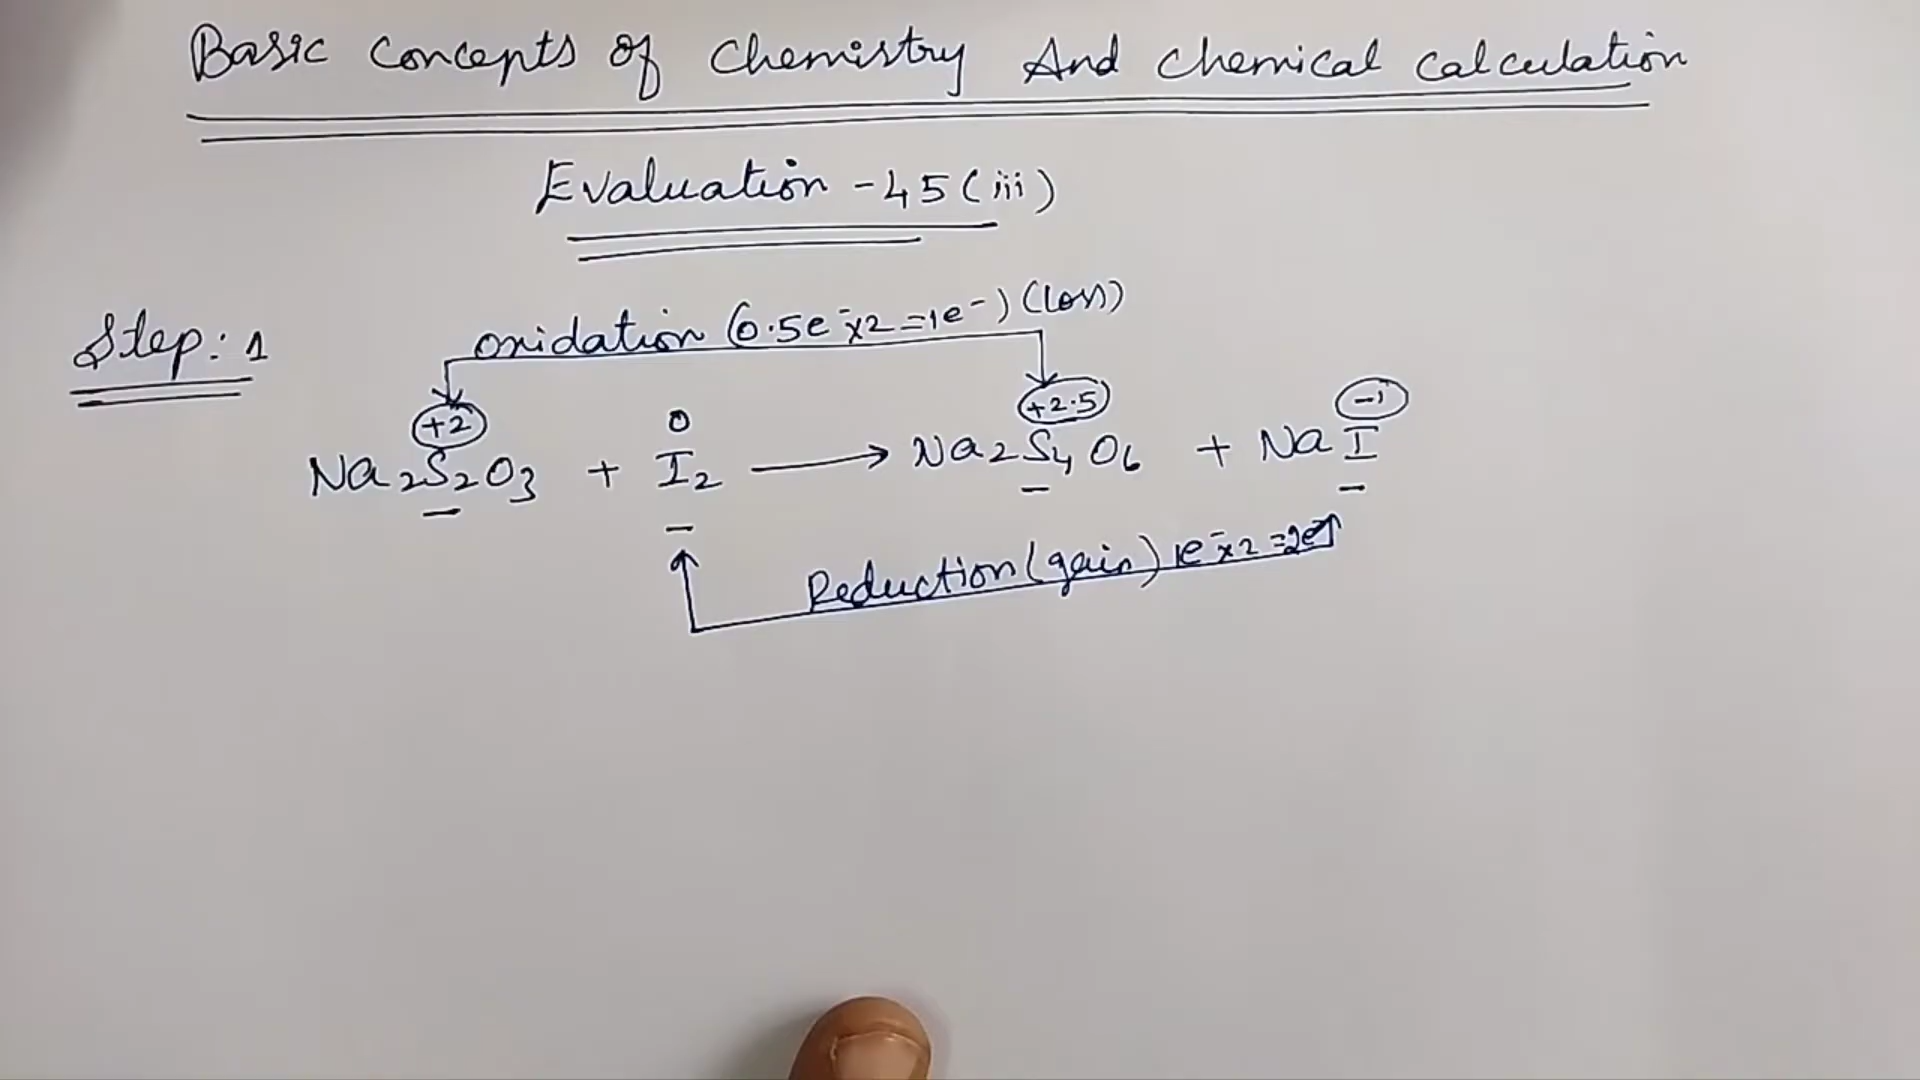 Basic Concepts Of Chemistry And Chemical Calculation
Evaluation - 45 (iii)
Step: 1
oxidation (0.5e⁻x2=1e⁻) (loss)
+2 0 +2.5 -1
Na₂S₂O₃ + I₂ → Na₂S₄O₆ + NaI
Reduction (gain) 1e⁻x2=2e⁻